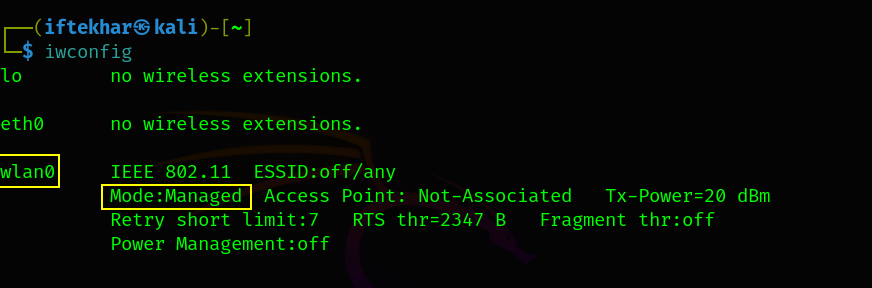 ┌──(iftekhar㉿kali)-[~]
└─$ iwconfig
lo        no wireless extensions.
eth0      no wireless extensions.
wlan0     IEEE 802.11  ESSID:off/any
          Mode:Managed  Access Point: Not-Associated   Tx-Power=20 dBm
          Retry short limit:7   RTS thr=2347 B   Fragment thr:off
          Power Management:off